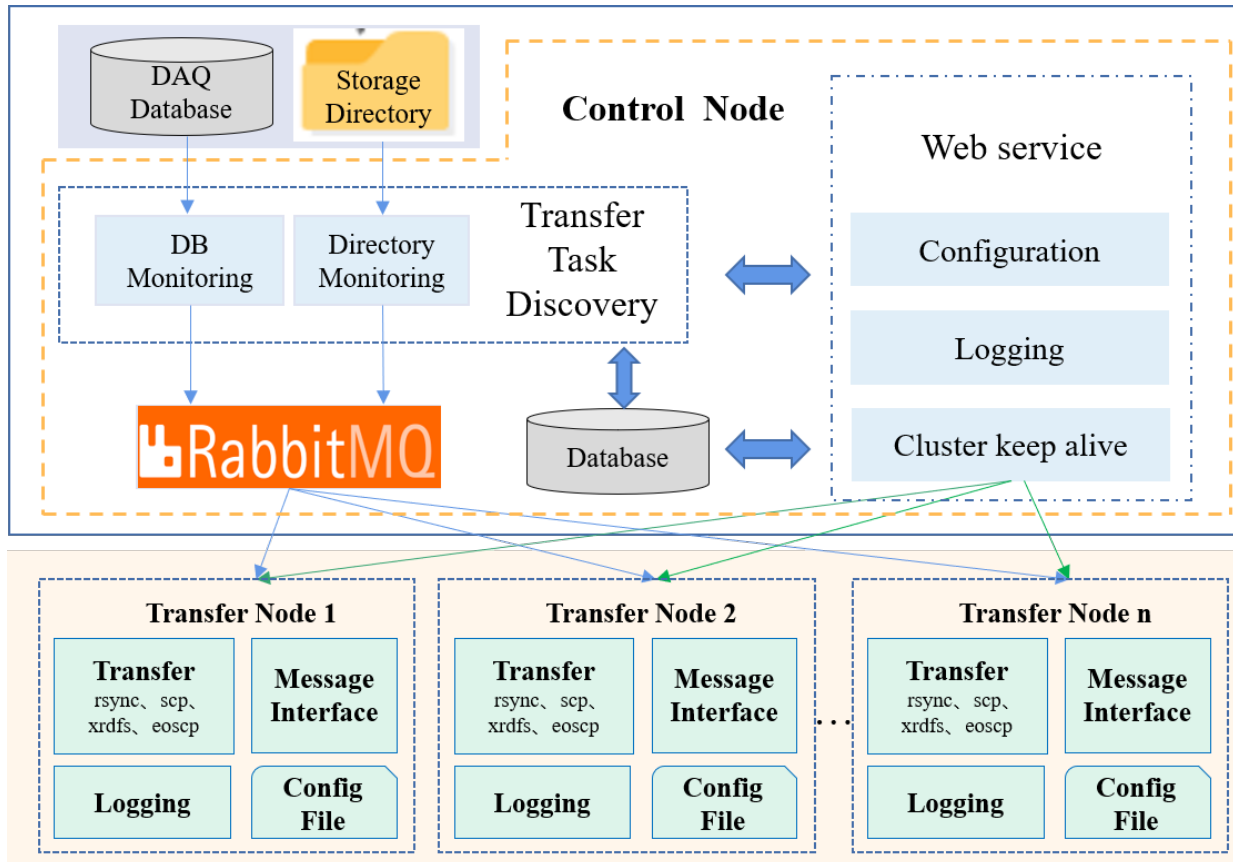 DAQ
Database
Storage
Directory
Control Node
Web service
Transfer
Task
Discovery
DB
Monitoring
Directory
Monitoring
Configuration
Logging
RabbitMQ
Database
Cluster keep alive
Transfer Node 1
Transfer
rsync、scp、
xrdfs、eoscp
Message
Interface
Logging
Config
File
Transfer Node 2
Transfer
rsync、scp、
xrdfs、eoscp
Message
Interface
Logging
Config
File
...
Transfer Node n
Transfer
rsync、scp、
xrdfs、eoscp
Message
Interface
Logging
Config
File